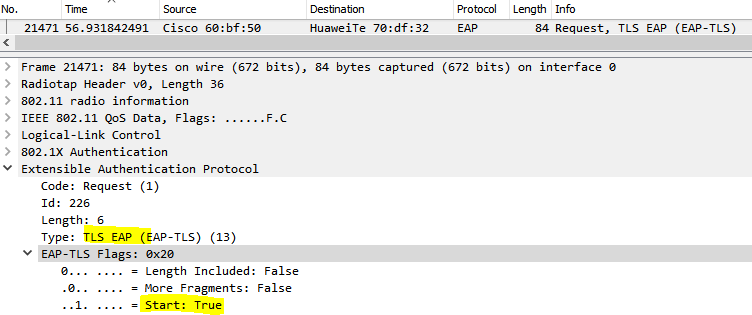 No. Time Source Destination Protocol Length Info
21471 56.931842491 Cisco 60:bf:50 HuaweiTe 70:df:32 EAP 84 Request, TLS EAP (EAP-TLS)
Frame 21471: 84 bytes on wire (672 bits), 84 bytes captured (672 bits) on interface 0
Radiotap Header v0, Length 36
802.11 radio information
IEEE 802.11 QoS Data, Flags: ......F.C
Logical-Link Control
802.1X Authentication
Extensible Authentication Protocol
Code: Request (1)
Id: 226
Length: 6
Type: TLS EAP (EAP-TLS) (13)
EAP-TLS Flags: 0x20
0... .... = Length Included: False
.0.. .... = More Fragments: False
..1. .... = Start: True